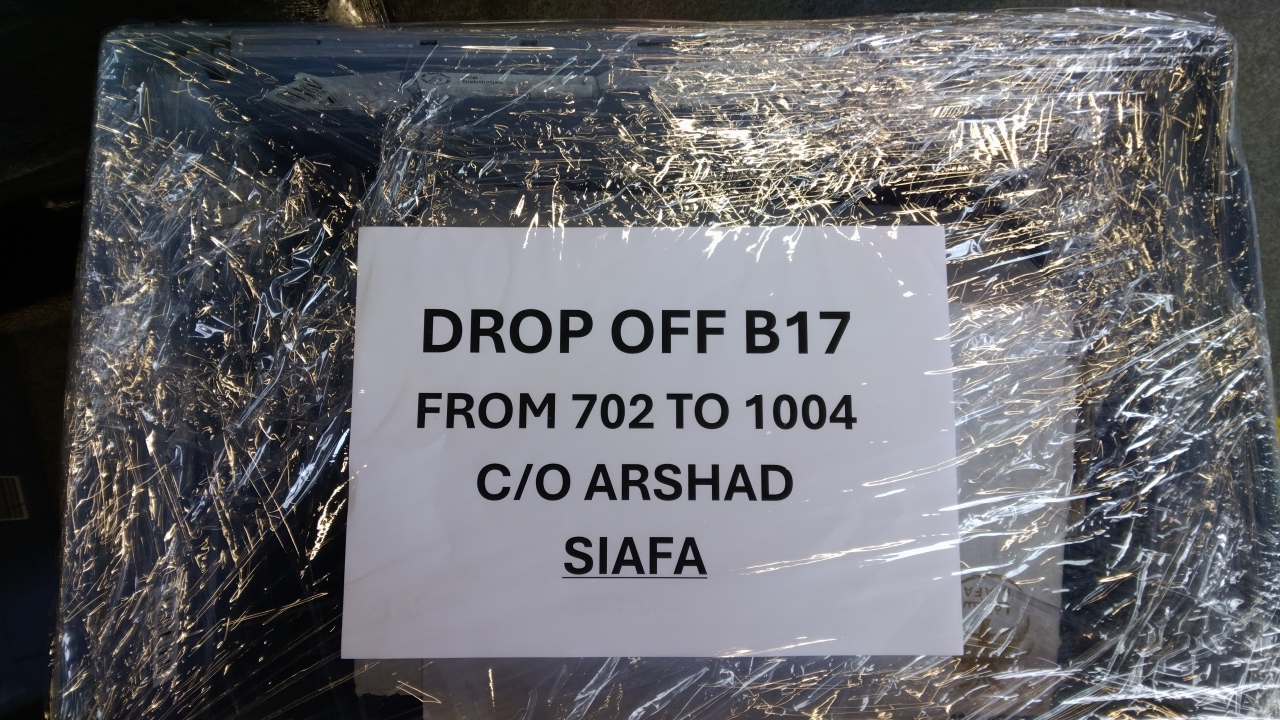 DROP OFF B17
FROM 702 TO 1004
C/O ARSHAD
SIAFA